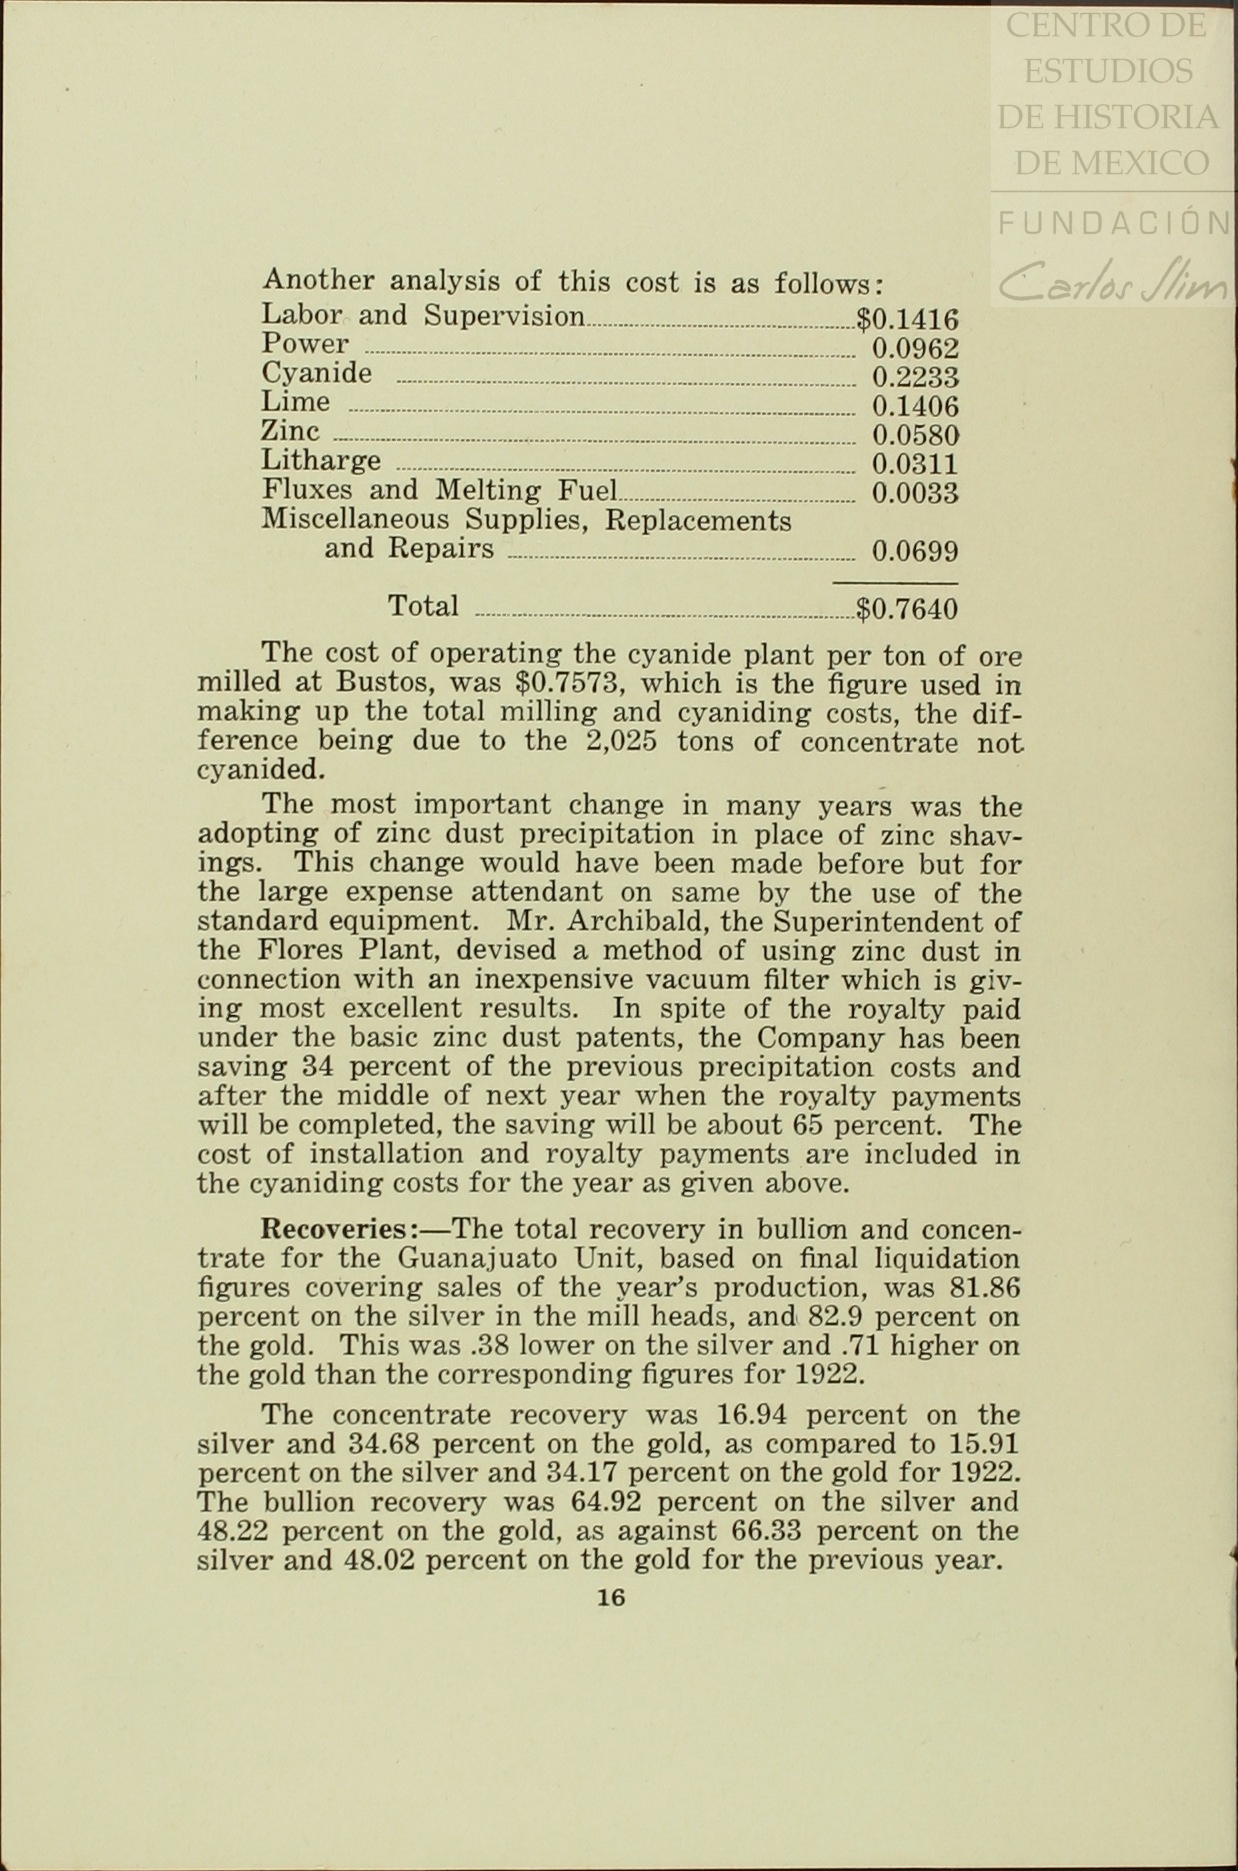 CENTRO DE
ESTUDIOS
DE HISTORIA
DE MEXICO
FUNDACIÓN
Carlos Slim
Another analysis of this cost is as follows:
Labor and Supervision $0.1416
Power 0.0962
Cyanide 0.2233
Lime 0.1406
Zinc 0.0580
Litharge 0.0311
Fluxes and Melting Fuel 0.0033
Miscellaneous Supplies, Replacements
and Repairs 0.0699
Total $0.7640
The cost of operating the cyanide plant per ton of ore
milled at Bustos, was $0.7573, which is the figure used in
making up the total milling and cyaniding costs, the dif-
ference being due to the 2,025 tons of concentrate not
cyanided.
The most important change in many years was the
adopting of zinc dust precipitation in place of zinc shav-
ings. This change would have been made before but for
the large expense attendant on same by the use of the
standard equipment. Mr. Archibald, the Superintendent of
the Flores Plant, devised a method of using zinc dust in
connection with an inexpensive vacuum filter which is giv-
ing most excellent results. In spite of the royalty paid
under the basic zinc dust patents, the Company has been
saving 34 percent of the previous precipitation costs and
after the middle of next year when the royalty payments
will be completed, the saving will be about 65 percent. The
cost of installation and royalty payments are included in
the cyaniding costs for the year as given above.
Recoveries:—The total recovery in bullion and concen-
trate for the Guanajuato Unit, based on final liquidation
figures covering sales of the year's production, was 81.86
percent on the silver in the mill heads, and 82.9 percent on
the gold. This was .38 lower on the silver and .71 higher on
the gold than the corresponding figures for 1922.
The concentrate recovery was 16.94 percent on the
silver and 34.68 percent on the gold, as compared to 15.91
percent on the silver and 34.17 percent on the gold for 1922.
The bullion recovery was 64.92 percent on the silver and
48.22 percent on the gold, as against 66.33 percent on the
silver and 48.02 percent on the gold for the previous year.
16